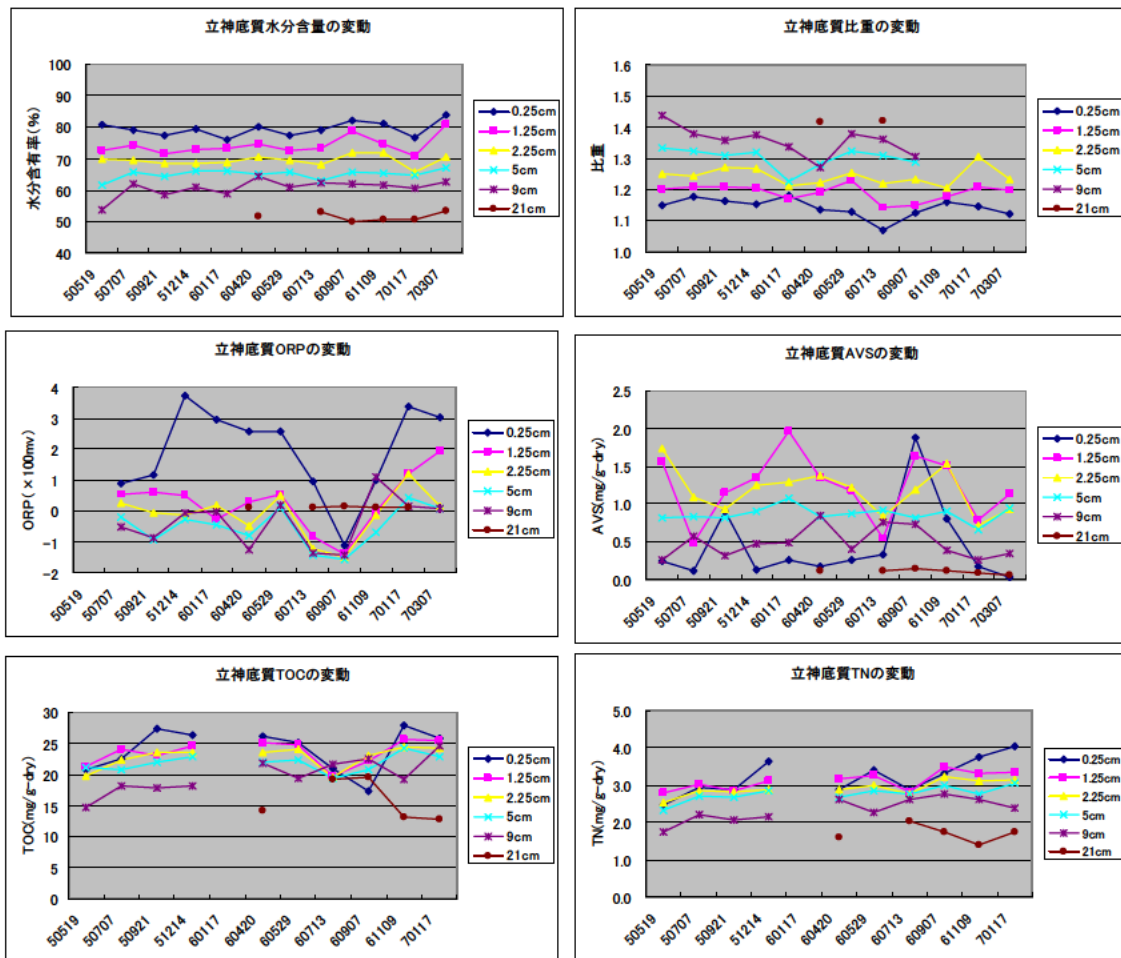 立神底質水分含量の変動
水分含有率(%)
100
90
80
70
60
50
40
50519
50707
50921
51214
60117
60420
60529
60713
60907
61109
70117
70307
0.25cm
1.25cm
2.25cm
5cm
9cm
21cm
立神底質比重の変動
比重
1.6
1.5
1.4
1.3
1.2
1.1
1.0
50519
50707
50921
51214
60117
60420
60529
60713
60907
61109
70117
70307
0.25cm
1.25cm
2.25cm
5cm
9cm
21cm
立神底質ORPの変動
ORP(×100mv)
4
3
2
1
0
-1
-2
50519
50707
50921
51214
60117
60420
60529
60713
60907
61109
70117
70307
0.25cm
1.25cm
2.25cm
5cm
9cm
21cm
立神底質AVSの変動
AVS(mg/g-dry)
2.5
2.0
1.5
1.0
0.5
0.0
50519
50707
50921
51214
60117
60420
60529
60713
60907
61109
70117
70307
0.25cm
1.25cm
2.25cm
5cm
9cm
21cm
立神底質TOCの変動
TOC(mg/g-dry)
30
25
20
15
10
5
0
50519
50707
50921
51214
60117
60420
60529
60713
60907
61109
70117
0.25cm
1.25cm
2.25cm
5cm
9cm
21cm
立神底質TNの変動
TN(mg/g-dry)
5.0
4.0
3.0
2.0
1.0
0.0
50519
50707
50921
51214
60117
60420
60529
60713
60907
61109
70117
0.25cm
1.25cm
2.25cm
5cm
9cm
21cm